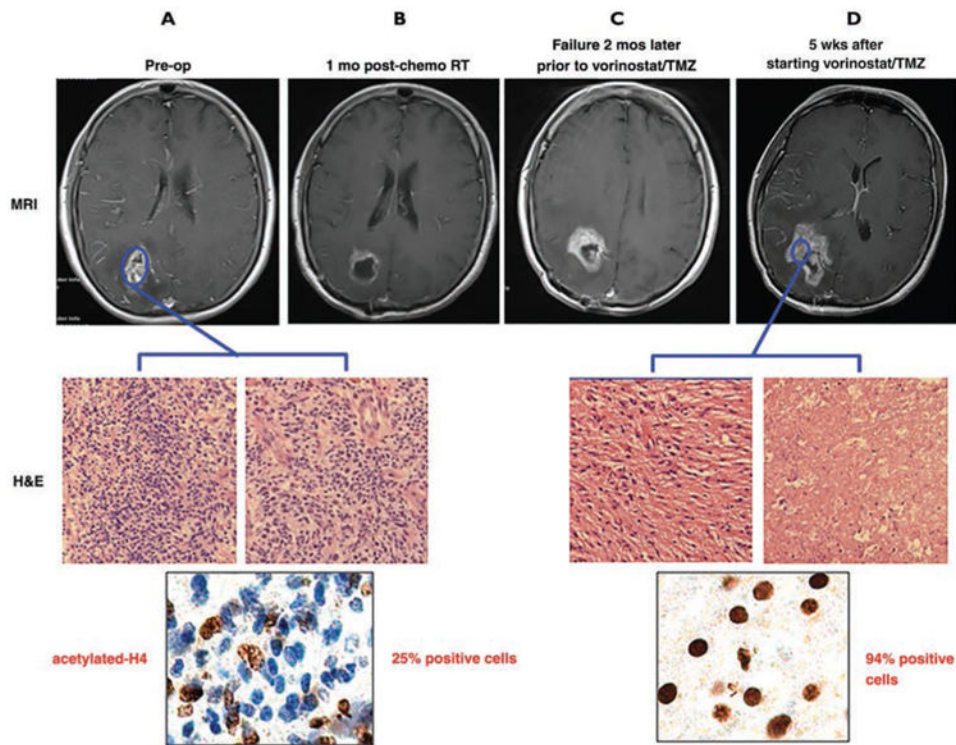 A
B
C
D
Pre-op
1 mo post-chemo RT
Failure 2 mos later
prior to vorinostat/TMZ
5 wks after
starting vorinostat/TMZ
MRI
H&E
acetylated-H4
25% positive cells
94% positive
cells